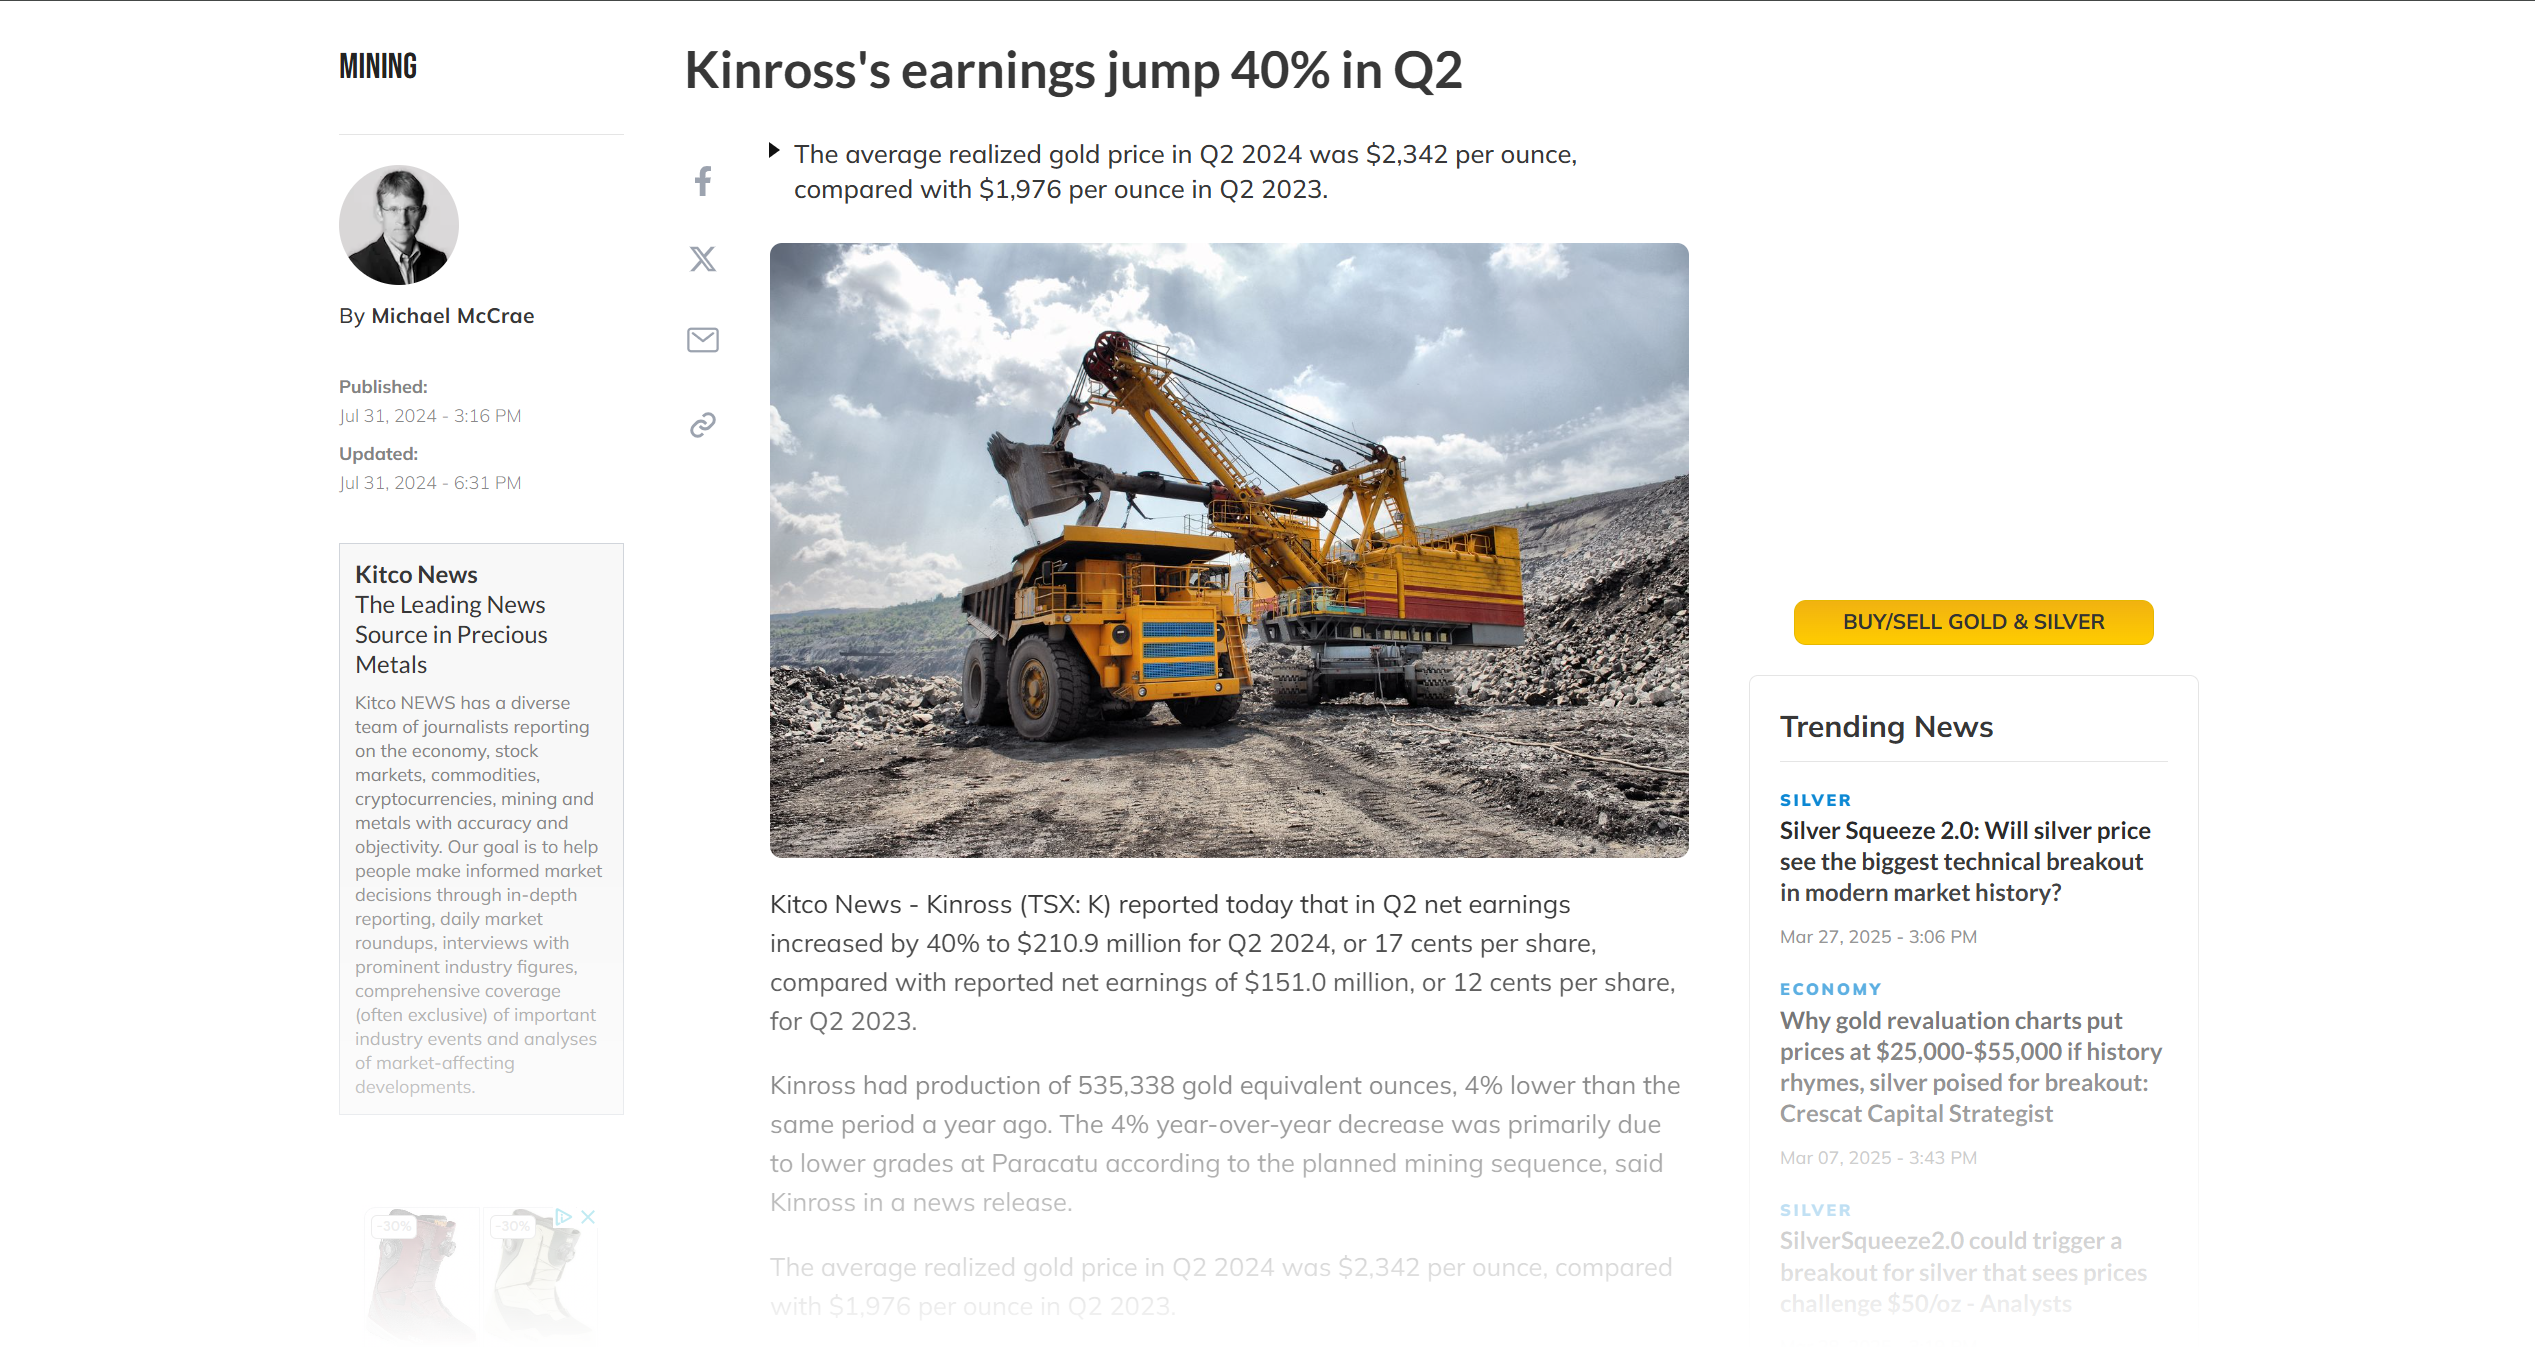 MINING
By Michael McCrae
Published:
Jul 31, 2024 - 3:16 PM
Updated:
Jul 31, 2024 - 6:31 PM
Kitco News
The Leading News
Source in Precious
Metals
Kitco NEWS has a diverse
team of journalists reporting
on the economy, stock
markets, commodities,
cryptocurrencies, mining and
metals with accuracy and
objectivity. Our goal is to help
people make informed market
decisions through in-depth
reporting, daily market
roundups, interviews with
prominent industry figures,
comprehensive coverage
(often exclusive) of important
industry events and analyses
of market-affecting
developments.
-30%
-30%
Kinross's earnings jump 40% in Q2
The average realized gold price in Q2 2024 was $2,342 per ounce,
compared with $1,976 per ounce in Q2 2023.
Kitco News - Kinross (TSX: K) reported today that in Q2 net earnings
increased by 40% to $210.9 million for Q2 2024, or 17 cents per share,
compared with reported net earnings of $151.0 million, or 12 cents per share,
for Q2 2023.
Kinross had production of 535,338 gold equivalent ounces, 4% lower than the
same period a year ago. The 4% year-over-year decrease was primarily due
to lower grades at Paracatu according to the planned mining sequence, said
Kinross in a news release.
The average realized gold price in Q2 2024 was $2,342 per ounce, compared
with $1,976 per ounce in Q2 2023.
BUY/SELL GOLD & SILVER
Trending News
SILVER
Silver Squeeze 2.0: Will silver price
see the biggest technical breakout
in modern market history?
Mar 27, 2025 - 3:06 PM
ECONOMY
Why gold revaluation charts put
prices at $25,000-$55,000 if history
rhymes, silver poised for breakout:
Crescat Capital Strategist
Mar 07, 2025 - 3:43 PM
SILVER
SilverSqueeze2.0 could trigger a
breakout for silver that sees prices
challenge $50/oz - Analysts